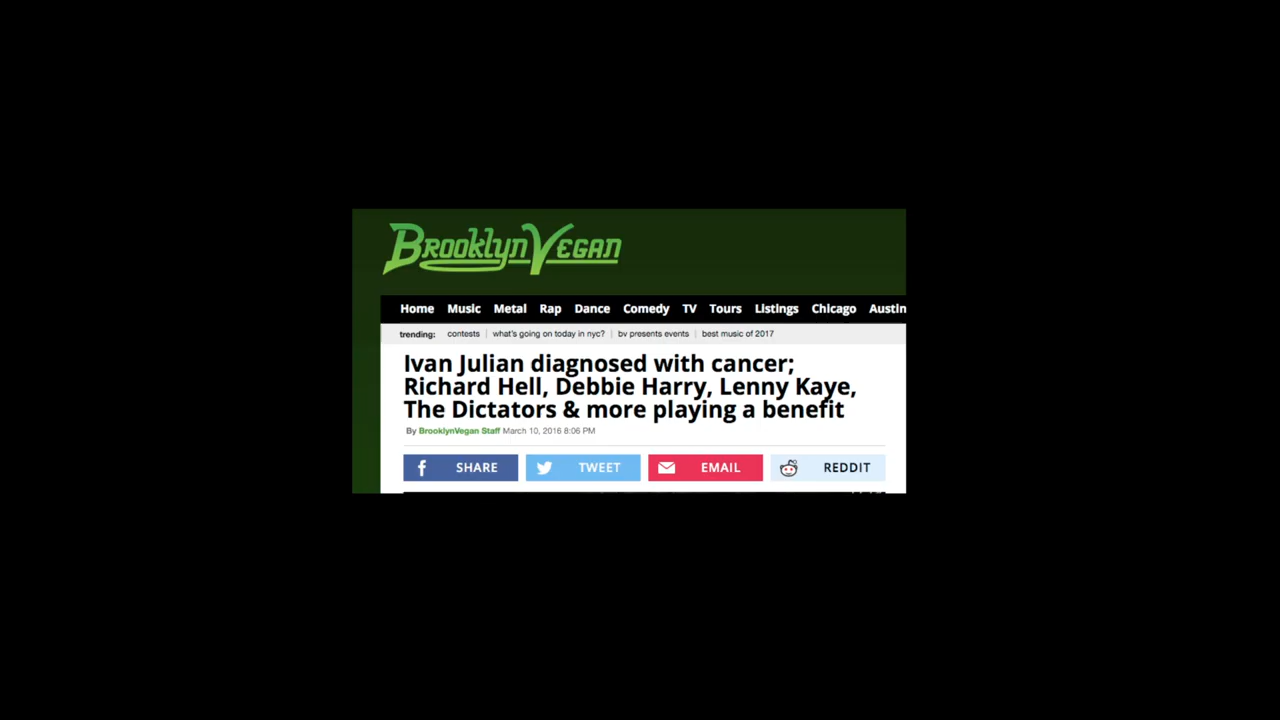 BrooklynVegan
Home Music Metal Rap Dance Comedy TV Tours Listings Chicago Austin
trending: contests what's going on today in nyc? bv presents events best music of 2017
Ivan Julian diagnosed with cancer;
Richard Hell, Debbie Harry, Lenny Kaye,
The Dictators & more playing a benefit
By BrooklynVegan Staff March 10, 2016 8:06 PM
SHARE TWEET EMAIL REDDIT